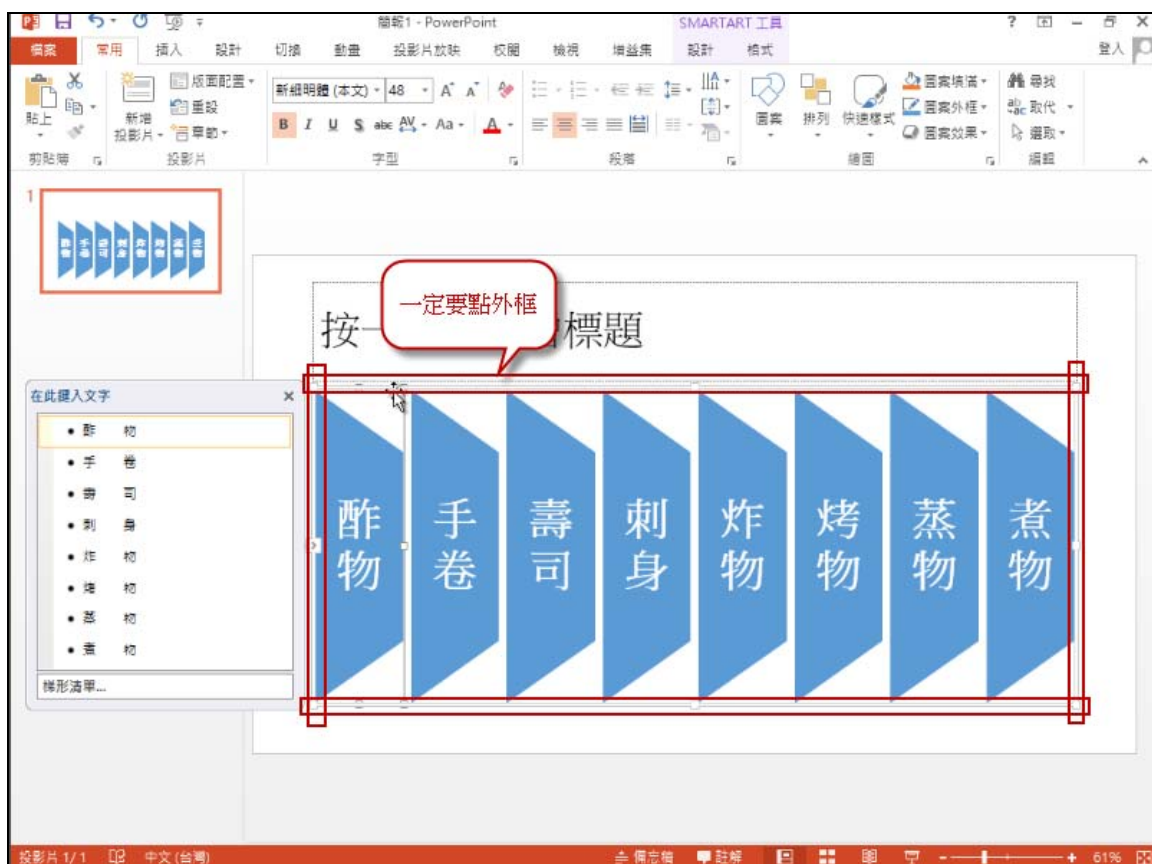 簡報1 - PowerPoint
SMARTART 工具
檔案 常用 插入 設計 切換 動畫 投影片放映 校閱 檢視 增益集 設計 格式 登入
貼上
新增
投影片
版面配置
重設
章節
新細明體 (本文) 48
B I U S abc AV Aa A
圖案
排列
快速樣式
圖案填滿
圖案外框
圖案效果
尋找
取代
選取
剪貼簿 投影片 字型 段落 繪圖 編輯
1
一定要點外框
按一
標題
在此鍵入文字
酢 物
手 卷
壽 司
刺 身
炸 物
烤 物
蒸 物
煮 物
梯形清單...
酢物
手卷
壽司
刺身
炸物
烤物
蒸物
煮物
投影片 1/1 中文 (台灣) 備忘稿 註解 61%